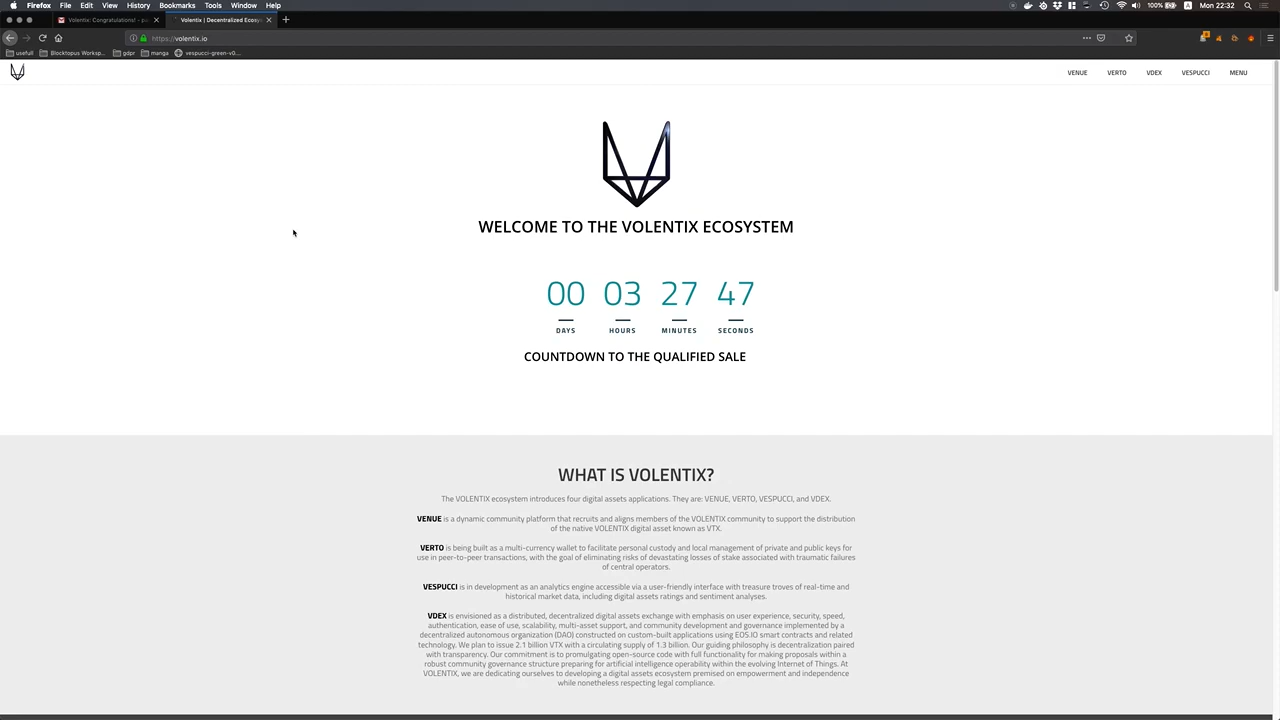 Firefox File Edit View History Bookmarks Tools Window Help 100% A Mon 22:32
Volentix: Congratulations! - Volentix | Decentralized Ecosys
https://volentix.io
usefull Blocktopus Worksp... gdpr manga vespucci-green-v0....
VENUE VERTO VDEX VESPUCCI MENU
WELCOME TO THE VOLENTIX ECOSYSTEM
00 03 27 47
DAYS HOURS MINUTES SECONDS
COUNTDOWN TO THE QUALIFIED SALE
WHAT IS VOLENTIX?
The VOLENTIX ecosystem introduces four digital assets applications. They are: VENUE, VERTO, VESPUCCI, and VDEX.
VENUE is a dynamic community platform that recruits and aligns members of the VOLENTIX community to support the distribution
of the native VOLENTIX digital asset known as VTX.
VERTO is being built as a multi-currency wallet to facilitate personal custody and local management of private and public keys for
use in peer-to-peer transactions, with the goal of eliminating risks of devastating losses of stake associated with traumatic failures
of central operators.
VESPUCCI is in development as an analytics engine accessible via a user-friendly interface with treasure troves of real-time and
historical market data, including digital assets ratings and sentiment analyses.
VDEX is envisioned as a distributed, decentralized digital assets exchange with emphasis on user experience, security, speed,
authentication, ease of use, scalability, multi-asset support, and community development and governance implemented by a
decentralized autonomous organization (DAO) constructed on custom-built applications using EOS.IO smart contracts and related
technology. We plan to issue 2.1 billion VTX with a circulating supply of 1.3 billion. Our guiding philosophy is decentralization paired
with transparency. Our commitment is to promulgating open-source code with full functionality for making proposals within a
robust community governance structure preparing for artificial intelligence operability within the evolving Internet of Things. At
VOLENTIX, we are dedicating ourselves to developing a digital assets ecosystem premised on empowerment and independence
while nonetheless respecting legal compliance.